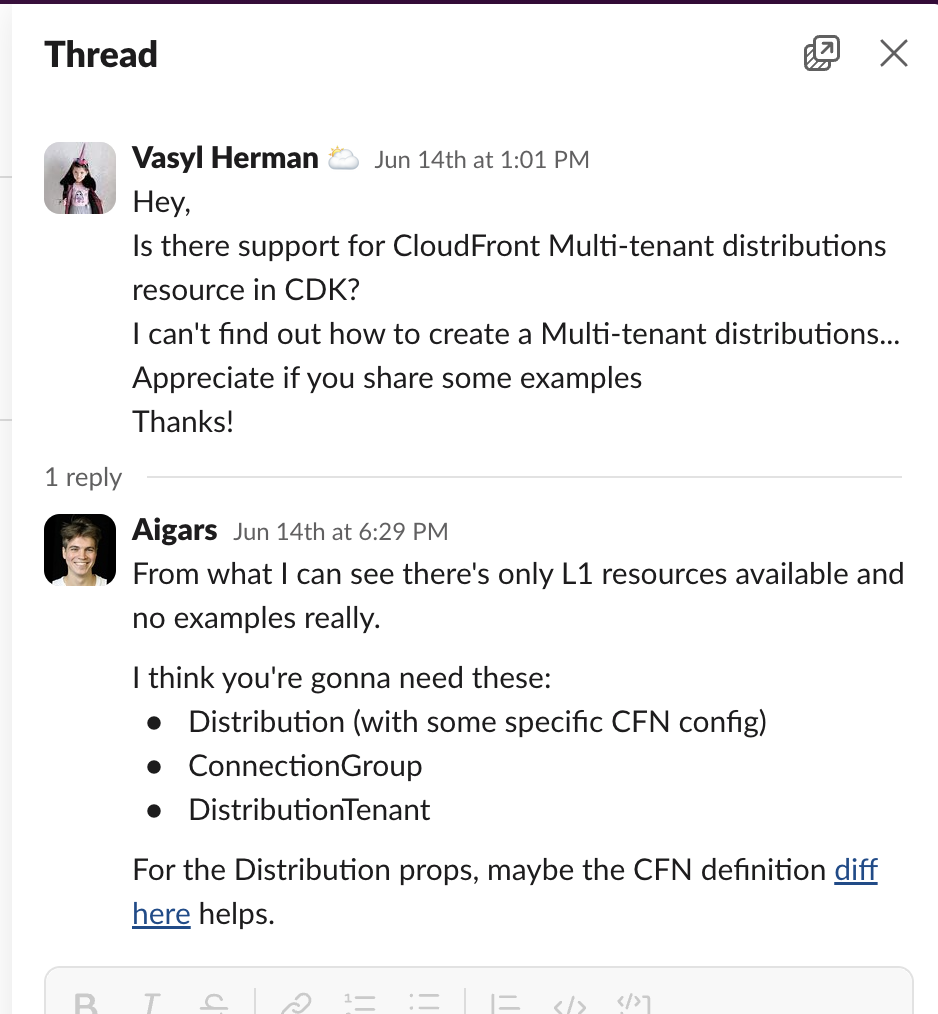 Thread
Vasyl Herman Jun 14th at 1:01 PM
Hey,
Is there support for CloudFront Multi-tenant distributions
resource in CDK?
I can't find out how to create a Multi-tenant distributions...
Appreciate if you share some examples
Thanks!
1 reply
Aigars Jun 14th at 6:29 PM
From what I can see there's only L1 resources available and
no examples really.
I think you're gonna need these:
● Distribution (with some specific CFN config)
● ConnectionGroup
● DistributionTenant
For the Distribution props, maybe the CFN definition diff
here helps.